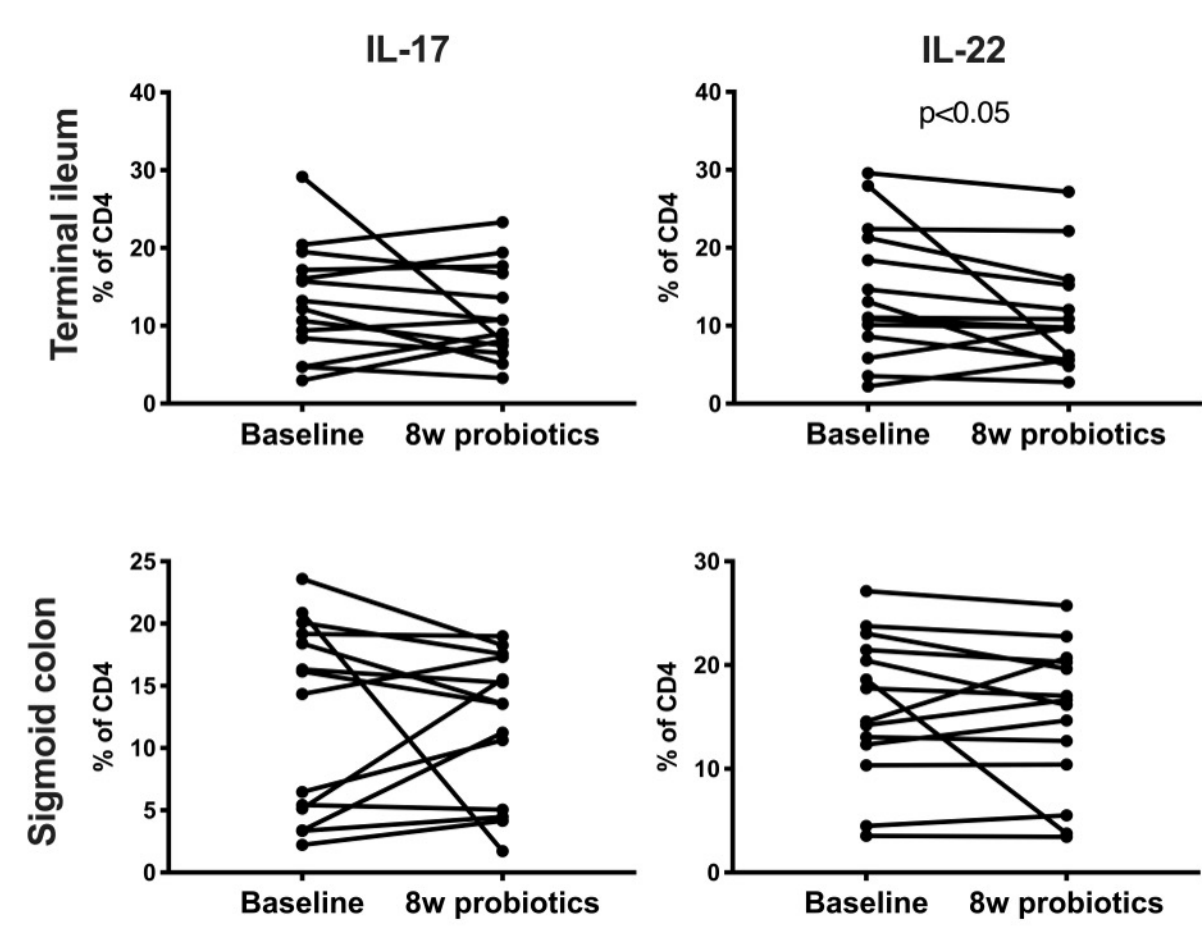 IL-17
IL-22
Terminal ileum
% of CD4
40
30
20
10
0
Baseline 8w probiotics
% of CD4
p<0.05
40
30
20
10
0
Baseline 8w probiotics
Sigmoid colon
% of CD4
25
20
15
10
5
0
Baseline 8w probiotics
% of CD4
30
20
10
0
Baseline 8w probiotics